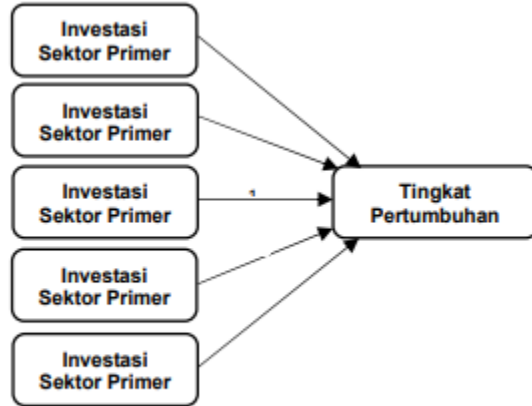 Investasi
Sektor Primer
Investasi
Sektor Primer
Investasi
Sektor Primer
Tingkat
Pertumbuhan
Investasi
Sektor Primer
Investasi
Sektor Primer